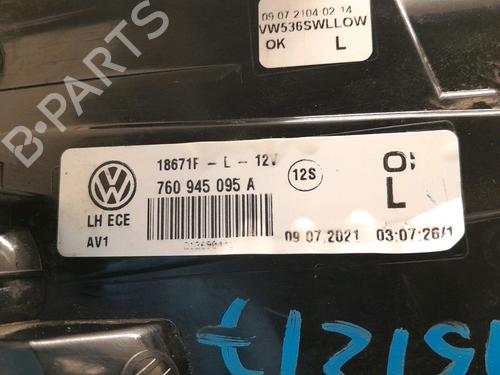 09 07 2104 02 14
VW536SWLLOW
OK L
B-PARTS
18671F - L - 12V
12S
O:
760 945 095 A
L
LH ECE
AV1
09.07.2021 03:07:26/1